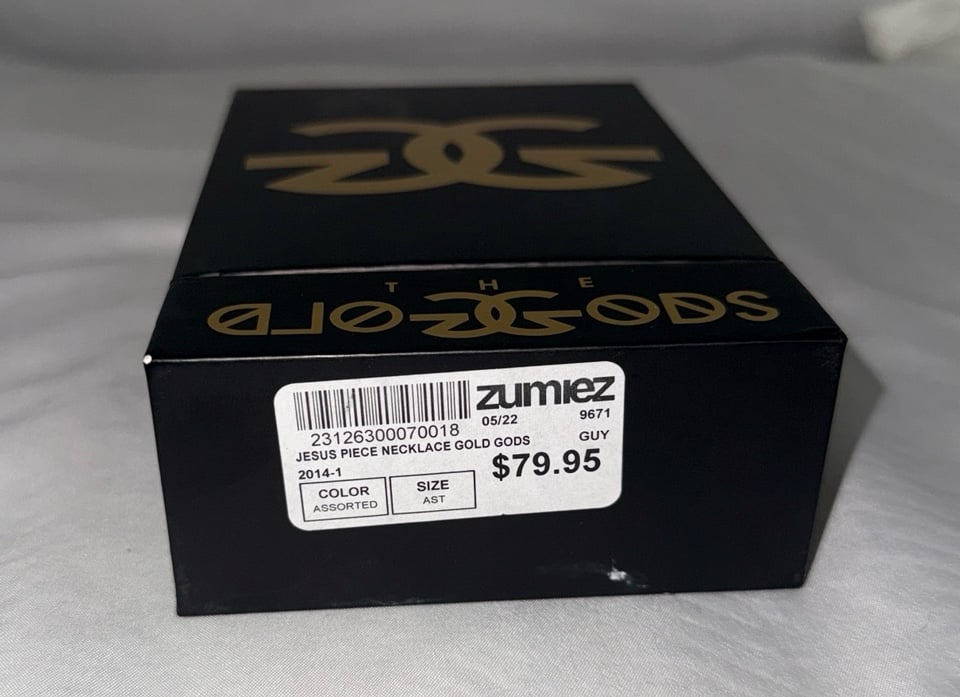 THE
GOLD GODS
zumiez
23126300070018
05/22 9671
JESUS PIECE NECKLACE GOLD GODS
GUY
2014-1
$79.95
COLOR
ASSORTED
SIZE
AST